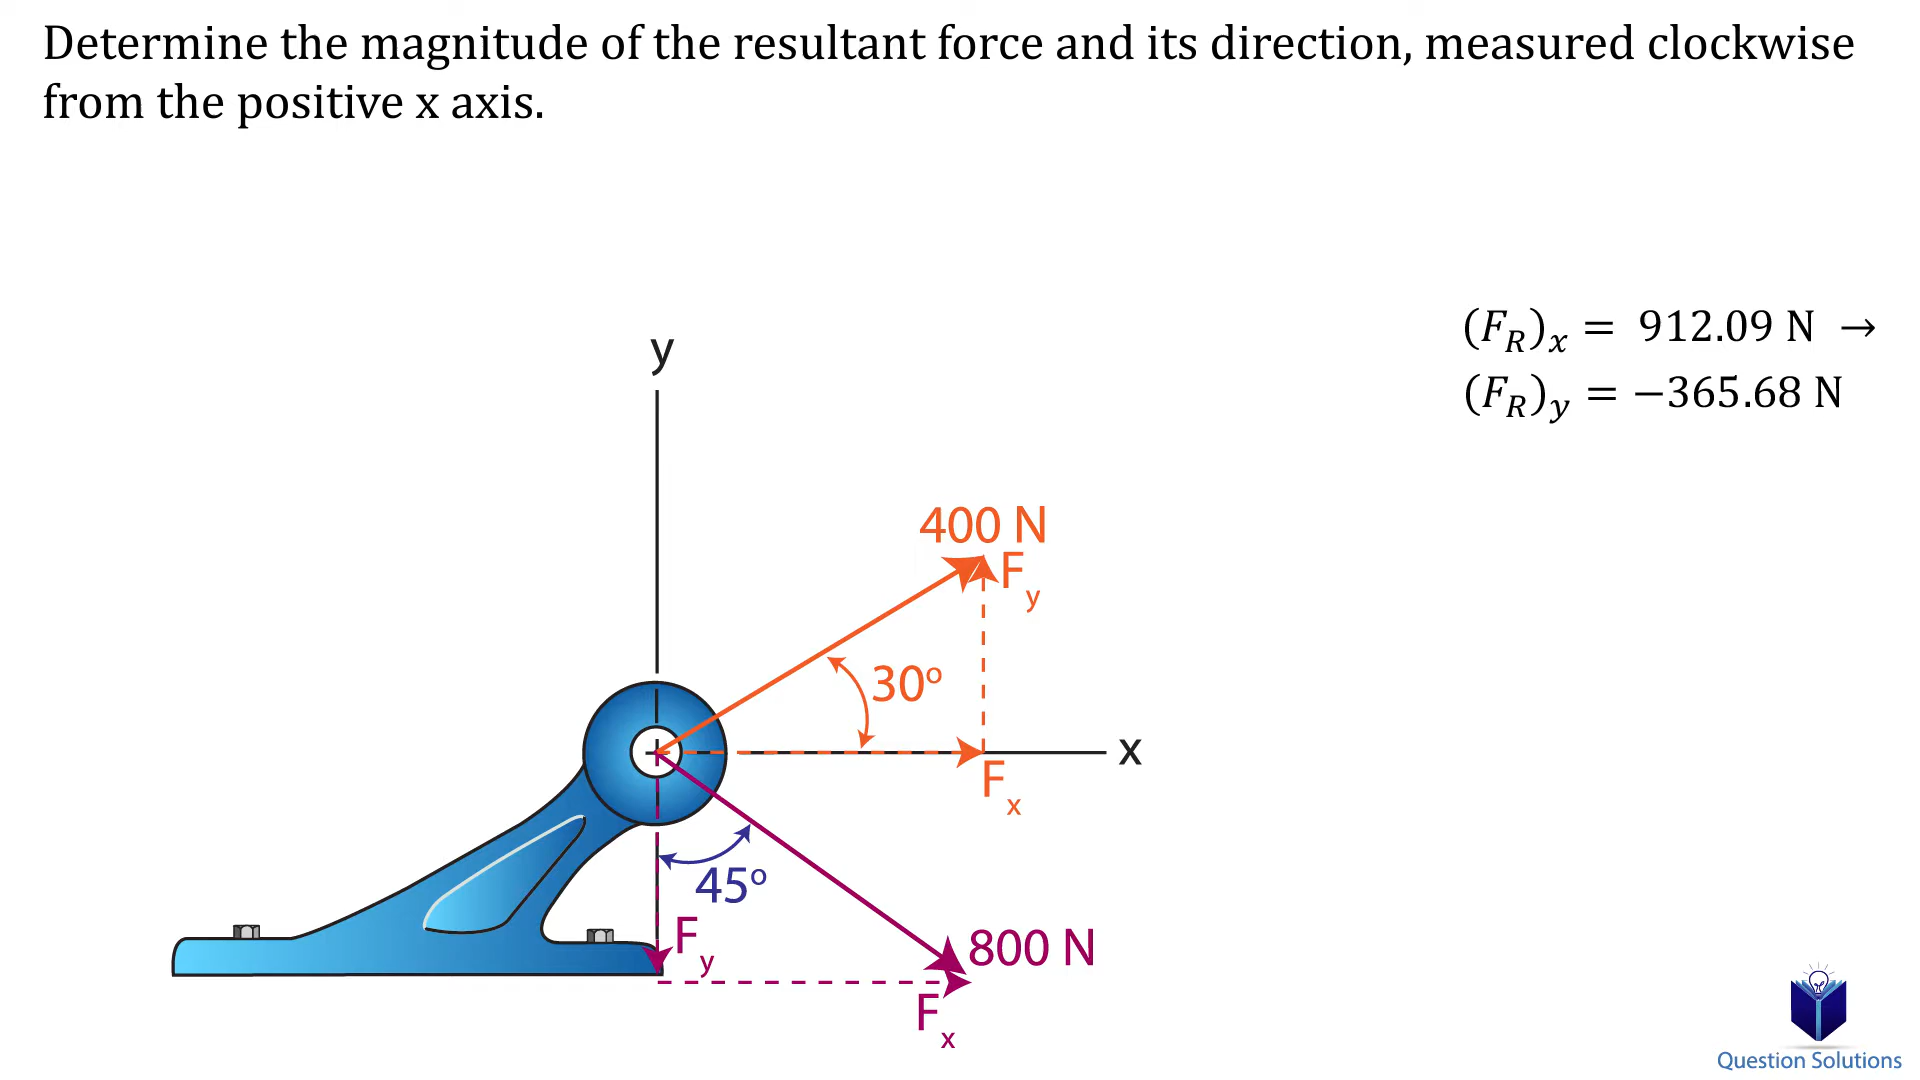 Determine the magnitude of the resultant force and its direction, measured clockwise
from the positive x axis.
(F_R)_x = 912.09 N →
(F_R)_y = −365.68 N
y
400 N
F_y
30°
x
F_x
45°
F_y
800 N
F_x
Question Solutions